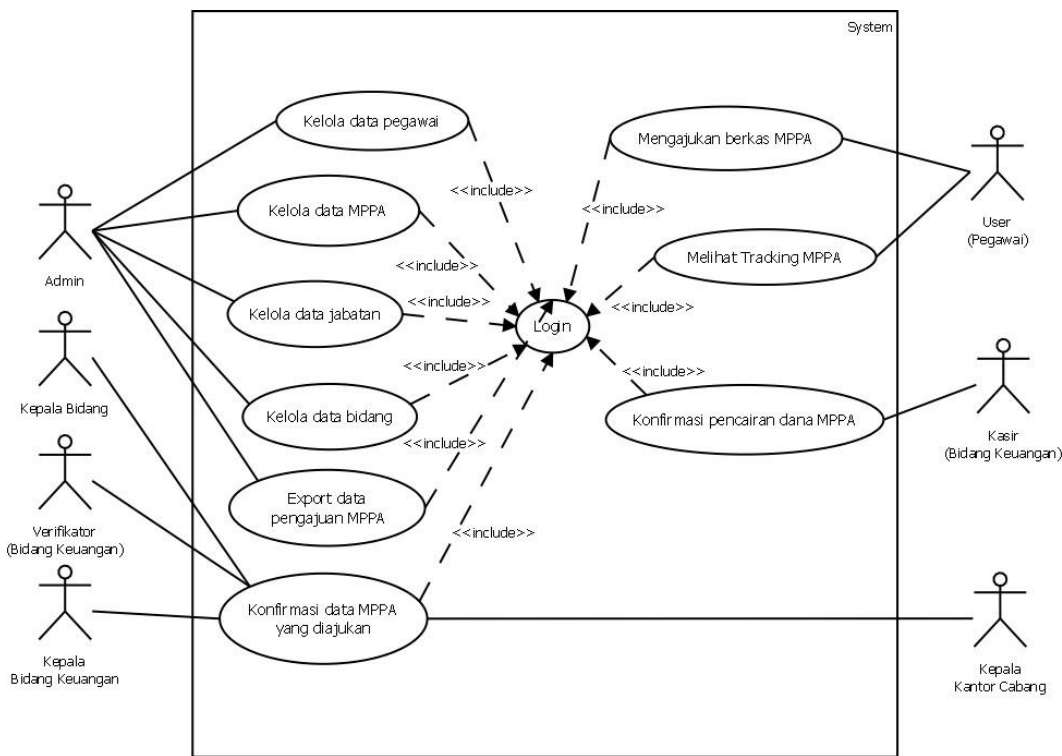 System
Kelola data pegawai
Mengajukan berkas MPPA
<<include>>
<<include>>
Kelola data MPPA
Admin
User
(Pegawai)
Melihat Tracking MPPA
<<include>>
<<include>>
Kelola data jabatan
<<include>>
Login
Kepala Bidang
<<include>>
<<include>>
Kelola data bidang
Konfirmasi pencairan dana MPPA
<<include>>
Kasir
(Bidang Keuangan)
Export data
pengajuan MPPA
Verifikator
(Bidang Keuangan)
<<include>>
Konfirmasi data MPPA
yang diajukan
Kepala
Bidang Keuangan
Kepala
Kantor Cabang